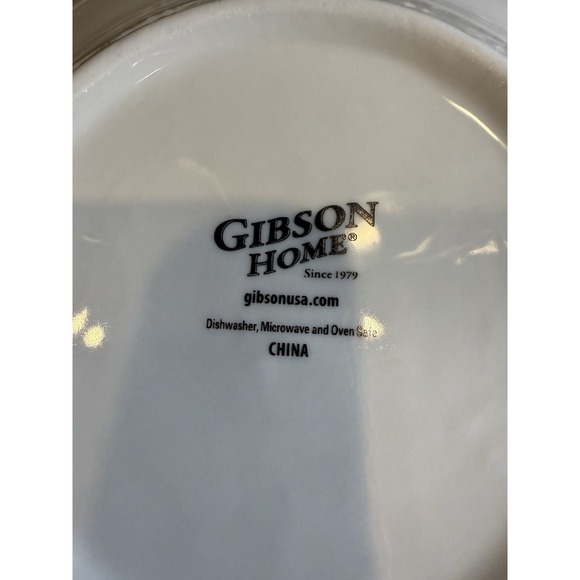 GIBSON
HOME®
Since 1979
gibsonusa.com
Dishwasher, Microwave and Oven Safe
CHINA